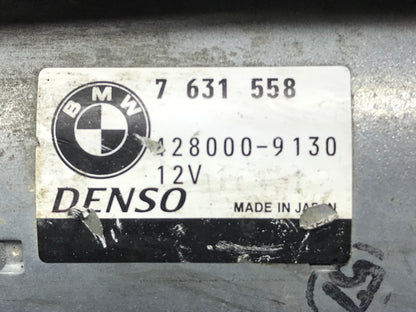 BMW
7 631 558
428000-9130
12V
DENSO
MADE IN JAPAN